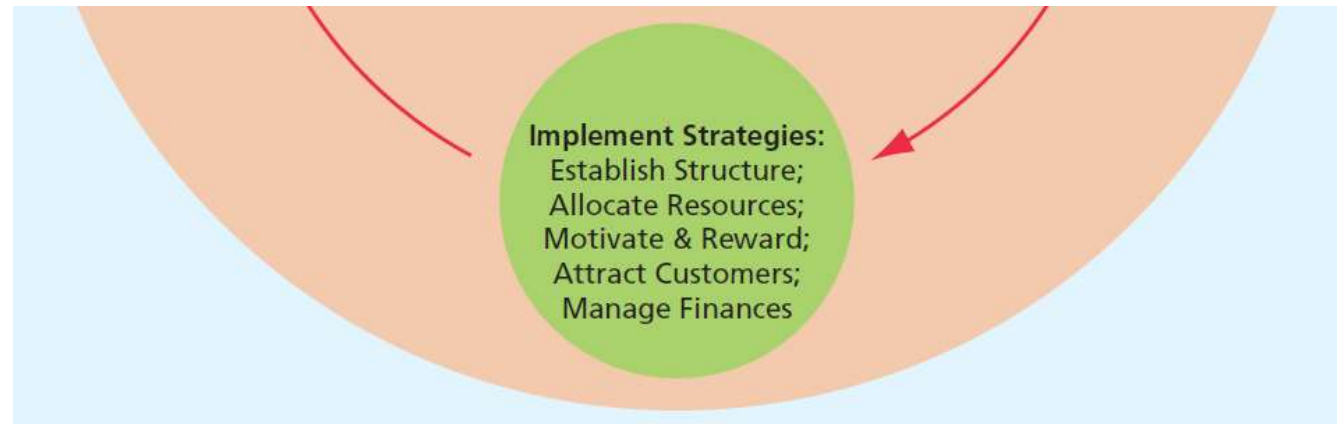 Implement Strategies:
Establish Structure;
Allocate Resources;
Motivate & Reward;
Attract Customers;
Manage Finances